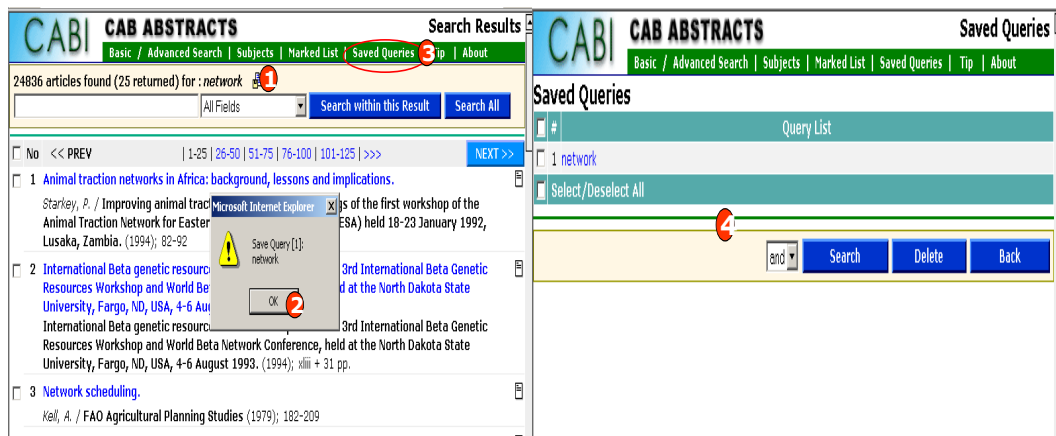 CABI
CAB ABSTRACTS
Search Results
Basic / Advanced Search | Subjects | Marked List | Saved Queries | Tip | About
3
24836 articles found (25 returned) for : network
1
All Fields
Search within this Result
Search All
No << PREV | 1-25 | 26-50 | 51-75 | 76-100 | 101-125 | >>> NEXT >>
1 Animal traction networks in Africa: background, lessons and implications.
Starkey, P. / Improving animal trac gs of the first workshop of the
Animal Traction Network for Easter ESA) held 18-23 January 1992,
Lusaka, Zambia. (1994); 82-92
2 International Beta genetic resourc 3rd International Beta Genetic
Resources Workshop and World Be d at the North Dakota State
University, Fargo, ND, USA, 4-6 Aug
International Beta genetic resourc 3rd International Beta Genetic
Resources Workshop and World Beta Network Conference, held at the North Dakota State
University, Fargo, ND, USA, 4-6 August 1993. (1994); xliii + 31 pp.
3 Network scheduling.
Kell, A. / FAO Agricultural Planning Studies (1979); 182-209
Microsoft Internet Explorer X
Save Query [1]:
network
OK
2
CABI
CAB ABSTRACTS
Saved Queries
Basic / Advanced Search | Subjects | Marked List | Saved Queries | Tip | About
Saved Queries
# Query List
1 network
Select/Deselect All
4
and
Search
Delete
Back